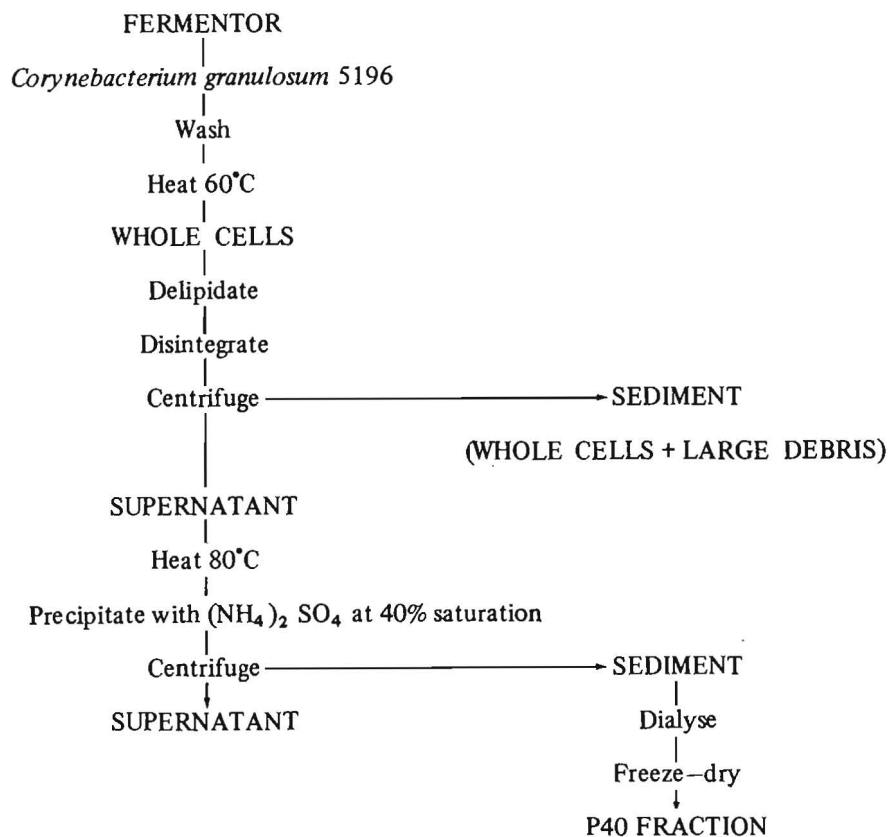 FERMENTOR
Corynebacterium granulosum 5196
Wash
Heat 60°C
WHOLE CELLS
Delipidate
Disintegrate
Centrifuge
SEDIMENT
(WHOLE CELLS + LARGE DEBRIS)
SUPERNATANT
Heat 80°C
Precipitate with (NH₄)₂ SO₄ at 40% saturation
Centrifuge
SEDIMENT
SUPERNATANT
Dialyse
Freeze–dry
P40 FRACTION